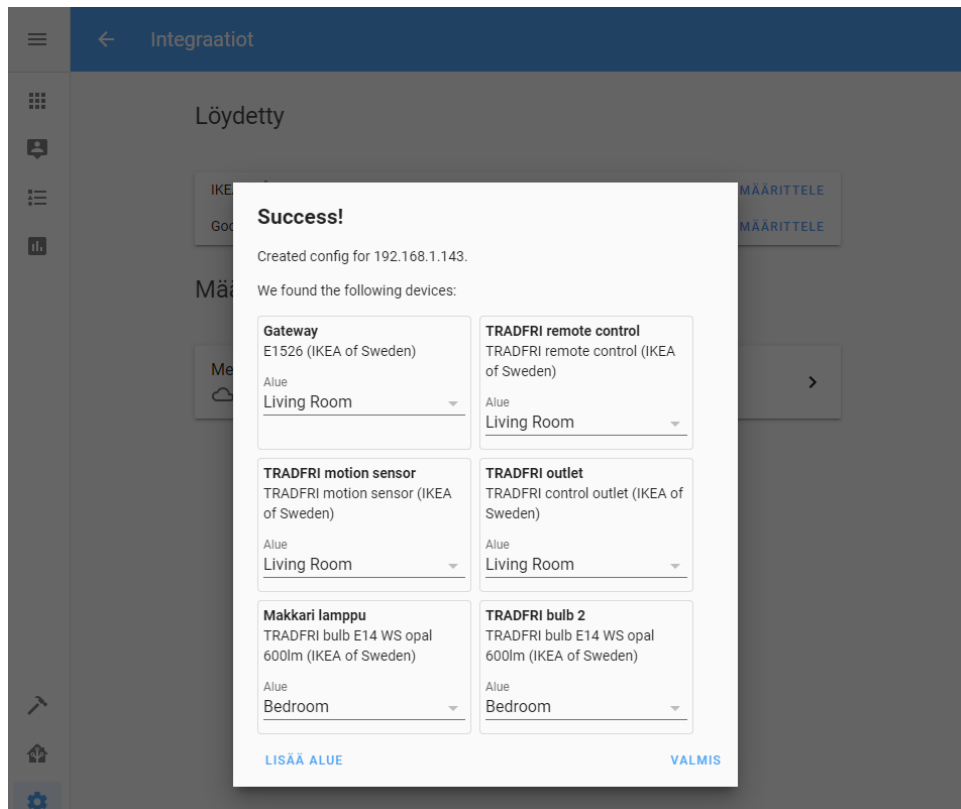 Integraatiot
Löydetty
IKE
MÄÄRITTELE
Goo
MÄÄRITTELE
Mää
Me
Success!
Created config for 192.168.1.143.
We found the following devices:
Gateway
E1526 (IKEA of Sweden)
Alue
Living Room
TRADFRI remote control
TRADFRI remote control (IKEA
of Sweden)
Alue
Living Room
TRADFRI motion sensor
TRADFRI motion sensor (IKEA
of Sweden)
Alue
Living Room
TRADFRI outlet
TRADFRI control outlet (IKEA of
Sweden)
Alue
Living Room
Makkari lamppu
TRADFRI bulb E14 WS opal
600lm (IKEA of Sweden)
Alue
Bedroom
TRADFRI bulb 2
TRADFRI bulb E14 WS opal
600lm (IKEA of Sweden)
Alue
Bedroom
LISÄÄ ALUE
VALMIS